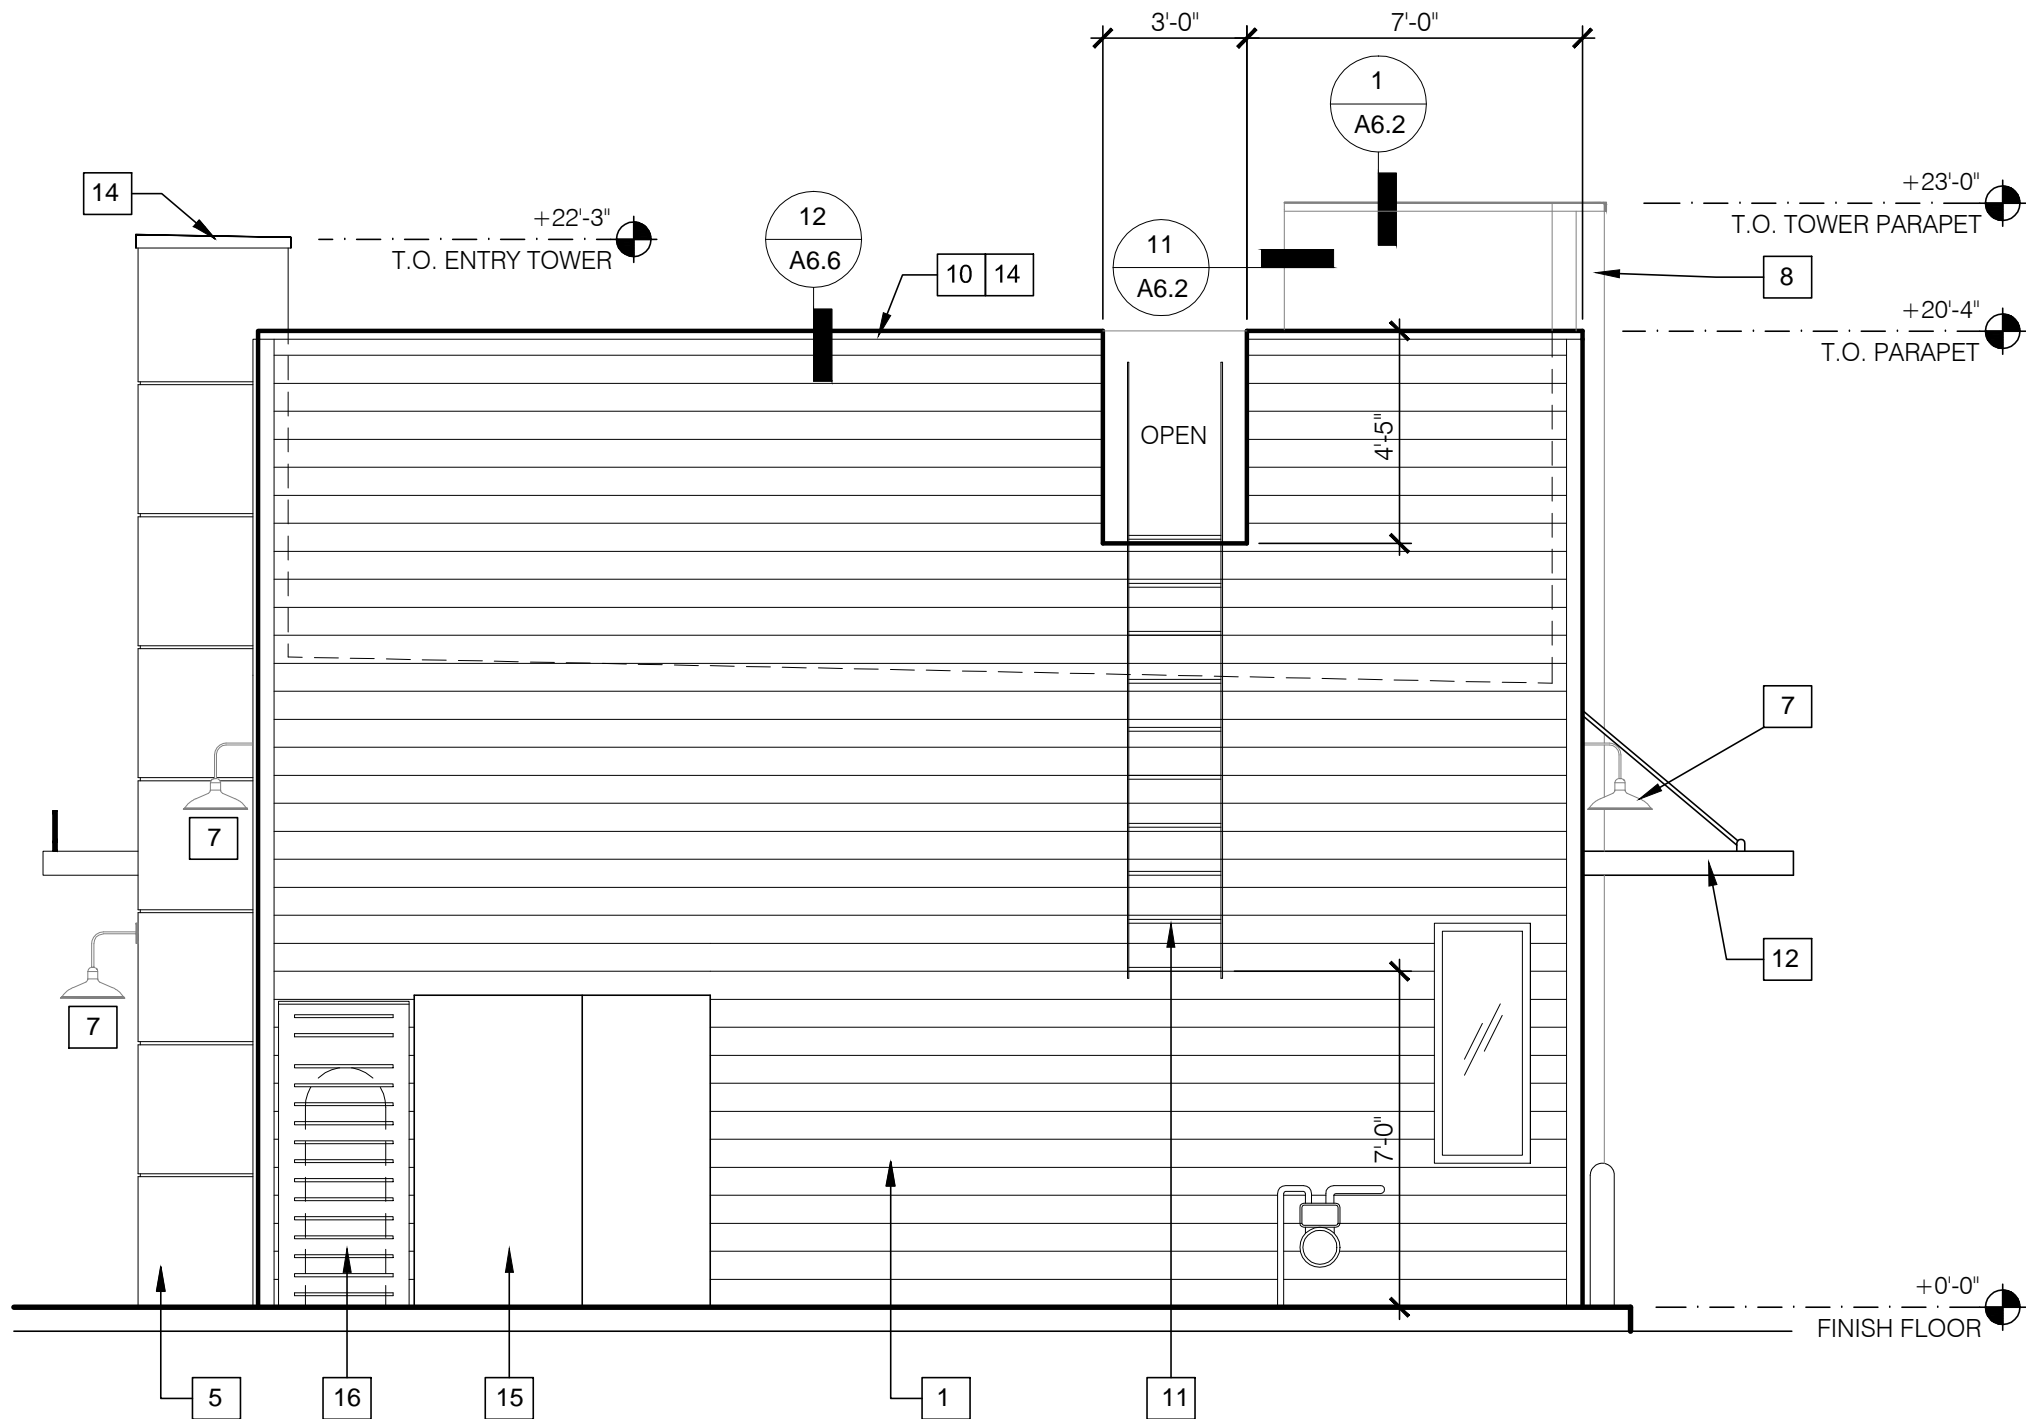 3'-0"
7'-0"
1
A6.2
14
+22'-3"
T.O. ENTRY TOWER
12
A6.6
10 14
11
A6.2
+23'-0"
T.O. TOWER PARAPET
8
+20'-4"
T.O. PARAPET
OPEN
4'-5"
7
7
12
7
7'-0"
+0'-0"
FINISH FLOOR
5
16
15
1
11